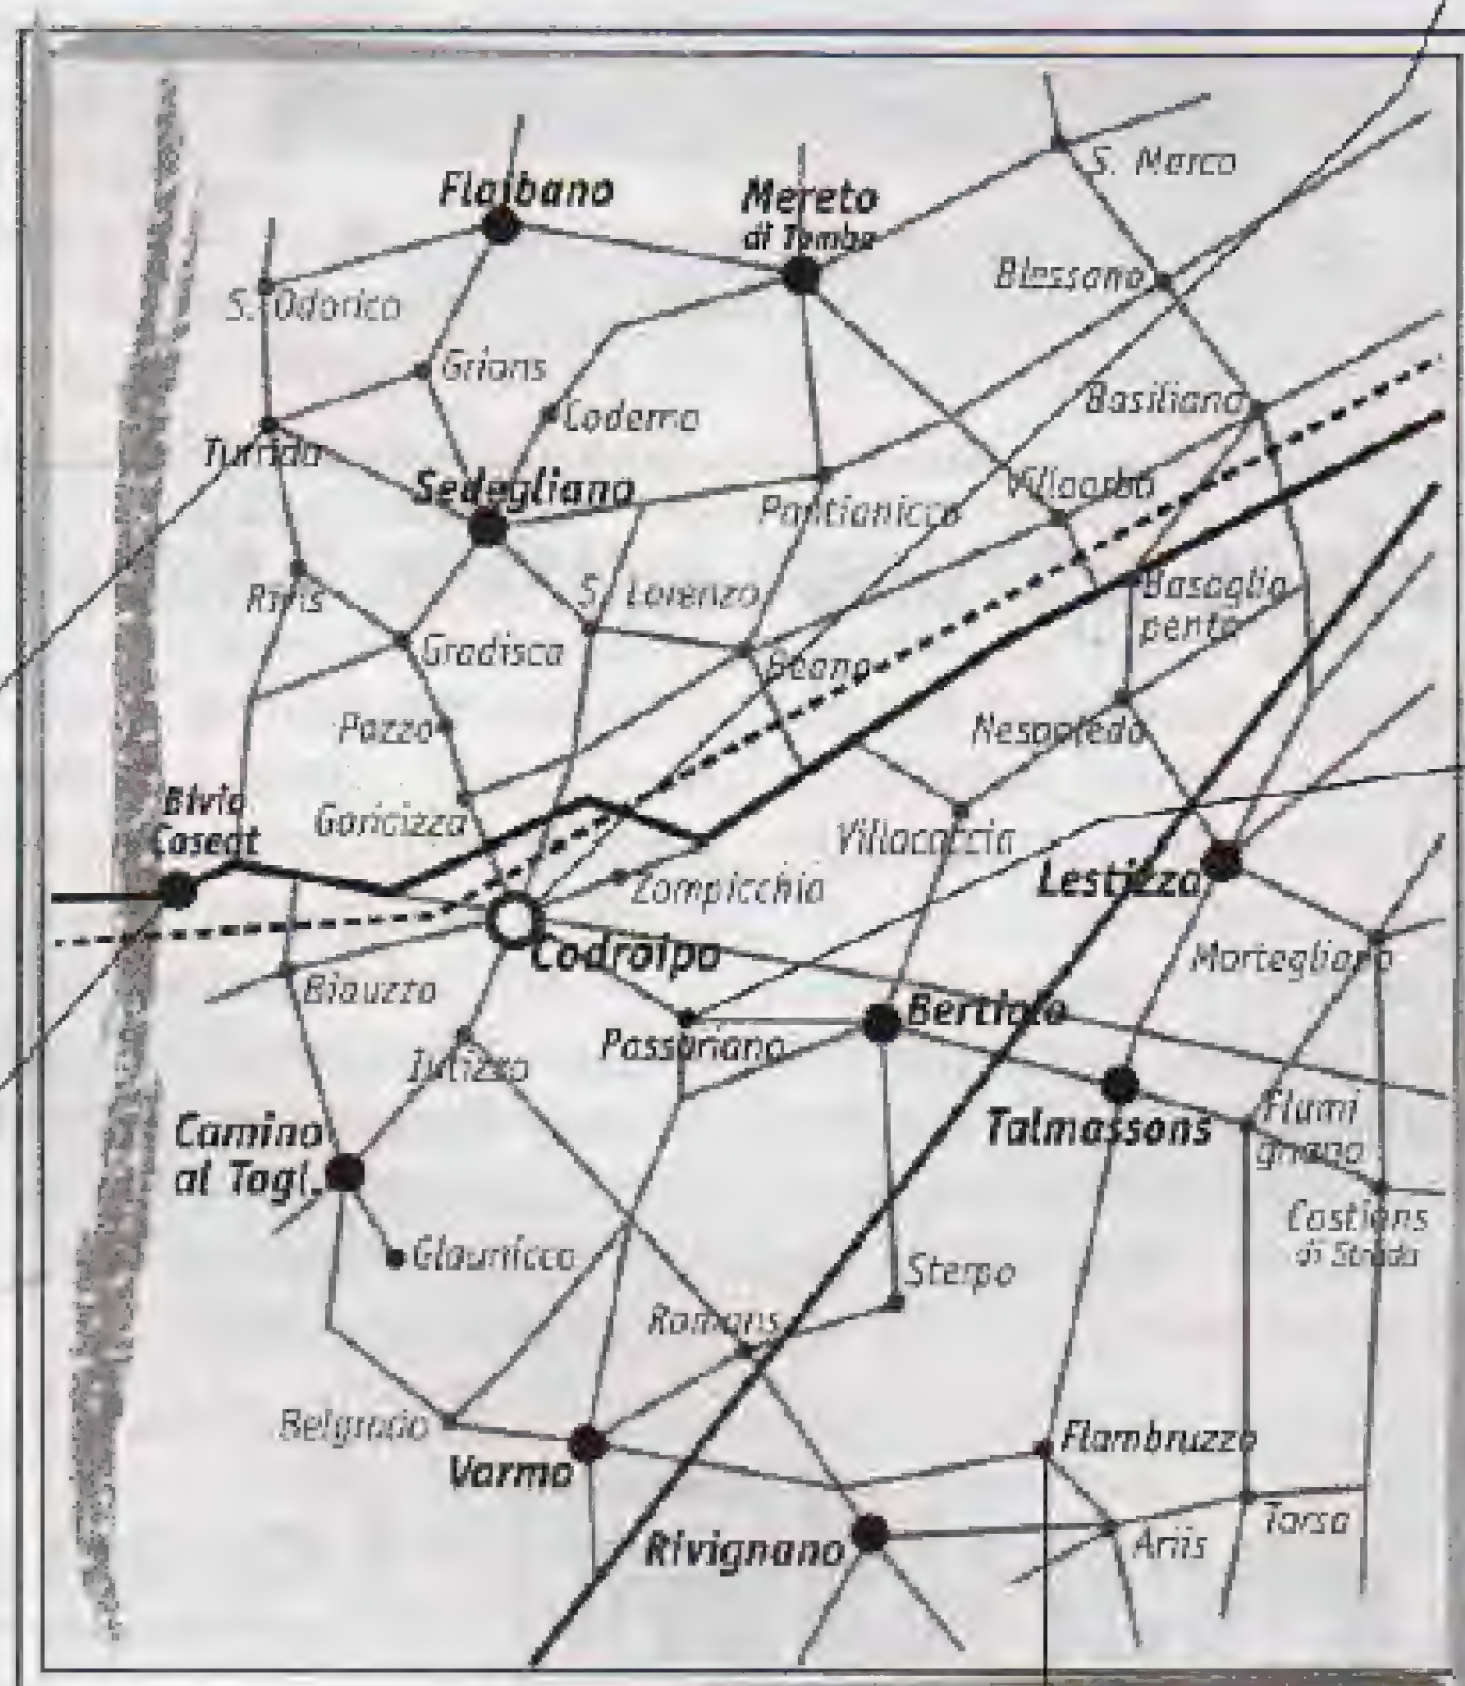 S. Marco
Flaibano
Mereto
di Tomba
Blessano
S. Odorico
Grions
Coderno
Basiliano
Turrida
Sedegliano
Pantianicco
Villaorba
Rivis
S. Lorenzo
Basaglia
penta
Gradisca
Beano
Pozzo
Nespoledo
Bivio
Coseat
Goricizza
Villacaccia
Zompicchia
Lestizza
Codroipo
Mortegliano
Biauzzo
Bertiolo
Passariano
Iutizzo
Camino
al Tagl.
Talmassons
Flumi
gnano
Castions
di Strada
Glaunicco
Sterpo
Romans
Belgrado
Varmo
Flambruzzo
Rivignano
Ariis
Torsa